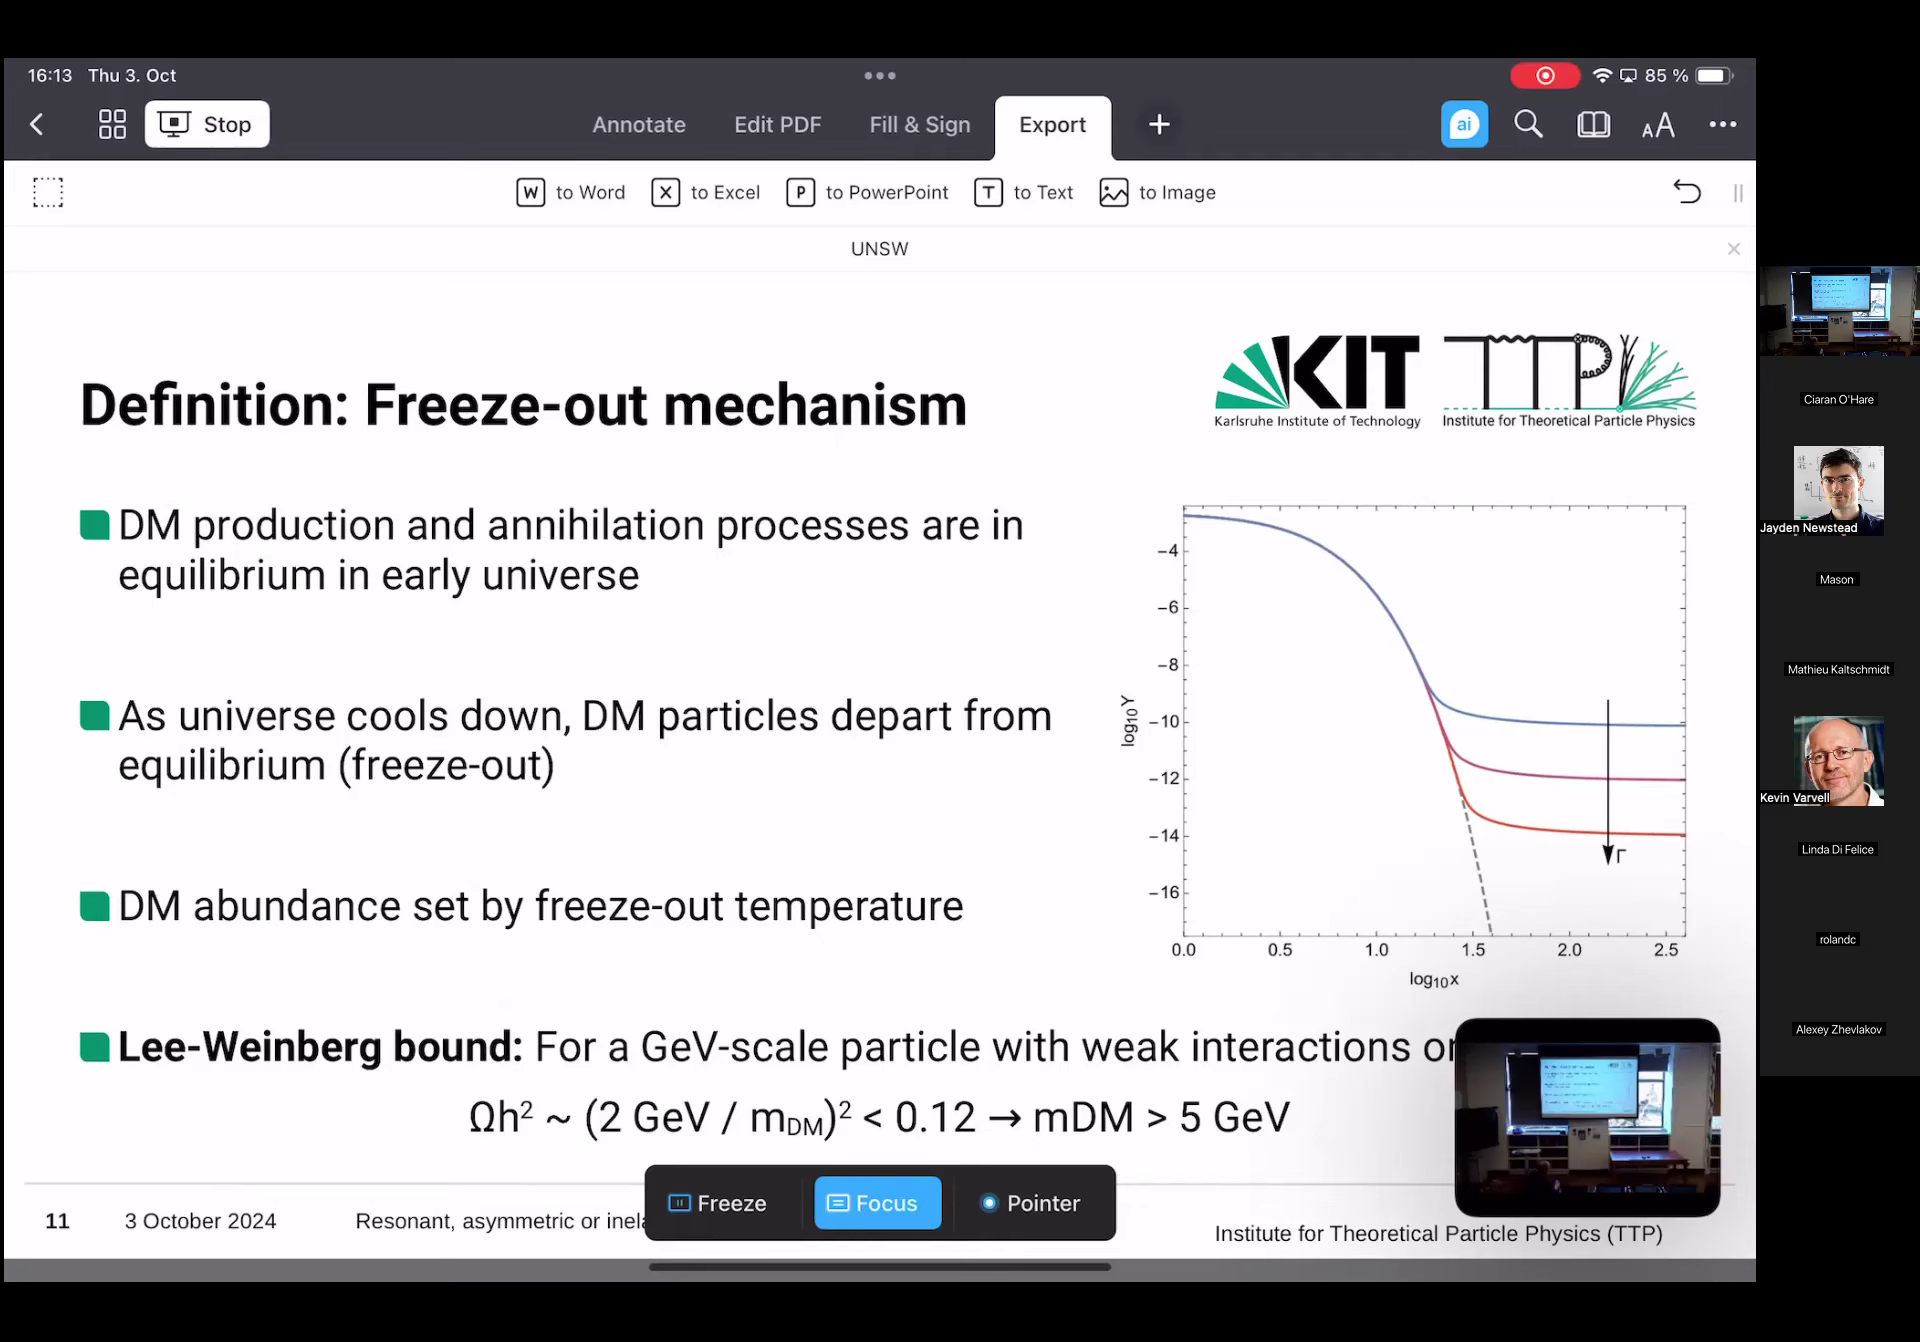 16:13 Thu 3. Oct
85 %
Stop
Annotate Edit PDF Fill & Sign Export +
ai
AA
W to Word X to Excel P to PowerPoint T to Text to Image
UNSW
Definition: Freeze-out mechanism
KIT
Karlsruhe Institute of Technology
TTP
Institute for Theoretical Particle Physics
DM production and annihilation processes are in
equilibrium in early universe
As universe cools down, DM particles depart from
equilibrium (freeze-out)
DM abundance set by freeze-out temperature
log₁₀Y
−4
−6
−8
−10
−12
−14
−16
Γ
0.0 0.5 1.0 1.5 2.0 2.5
log₁₀x
Lee-Weinberg bound: For a GeV-scale particle with weak interactions
Ωh² ~ (2 GeV / m_DM)² < 0.12 → mDM > 5 GeV
Freeze Focus Pointer
11 3 October 2024 Resonant, asymmetric or
Institute for Theoretical Particle Physics (TTP)
Ciaran O'Hare
Jayden Newstead
Mason
Mathieu Kaltschmidt
Kevin Varvell
Linda Di Felice
rolandc
Alexey Zhevlakov